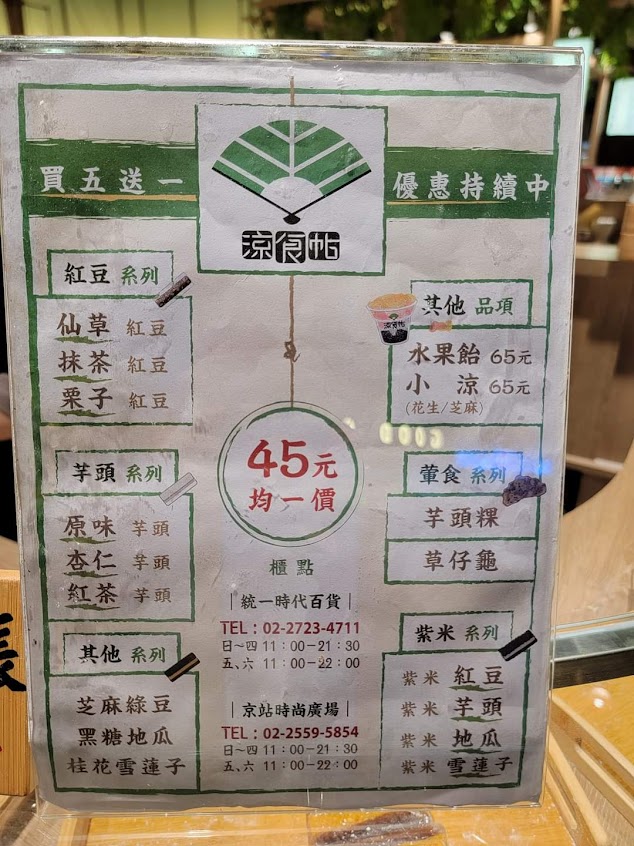 買五送一
優惠持續中
涼食帖
紅豆 系列
仙草 紅豆
抹茶 紅豆
栗子 紅豆
芋頭 系列
原味 芋頭
杏仁 芋頭
紅茶 芋頭
其他 系列
芝麻綠豆
黑糖地瓜
桂花雪蓮子
45元
均一價
櫃點
｜統一時代百貨｜
TEL：02-2723-4711
日～四 11：00－21：30
五、六 11：00－22：00
｜京站時尚廣場｜
TEL：02-2559-5854
日～四 11：00－21：30
五、六 11：00－22：00
其他 品項
水果飴 65元
小 涼 65元
(花生/芝麻)
葷食 系列
芋頭粿
草仔龜
紫米 系列
紫米 紅豆
紫米 芋頭
紫米 地瓜
紫米 雪蓮子